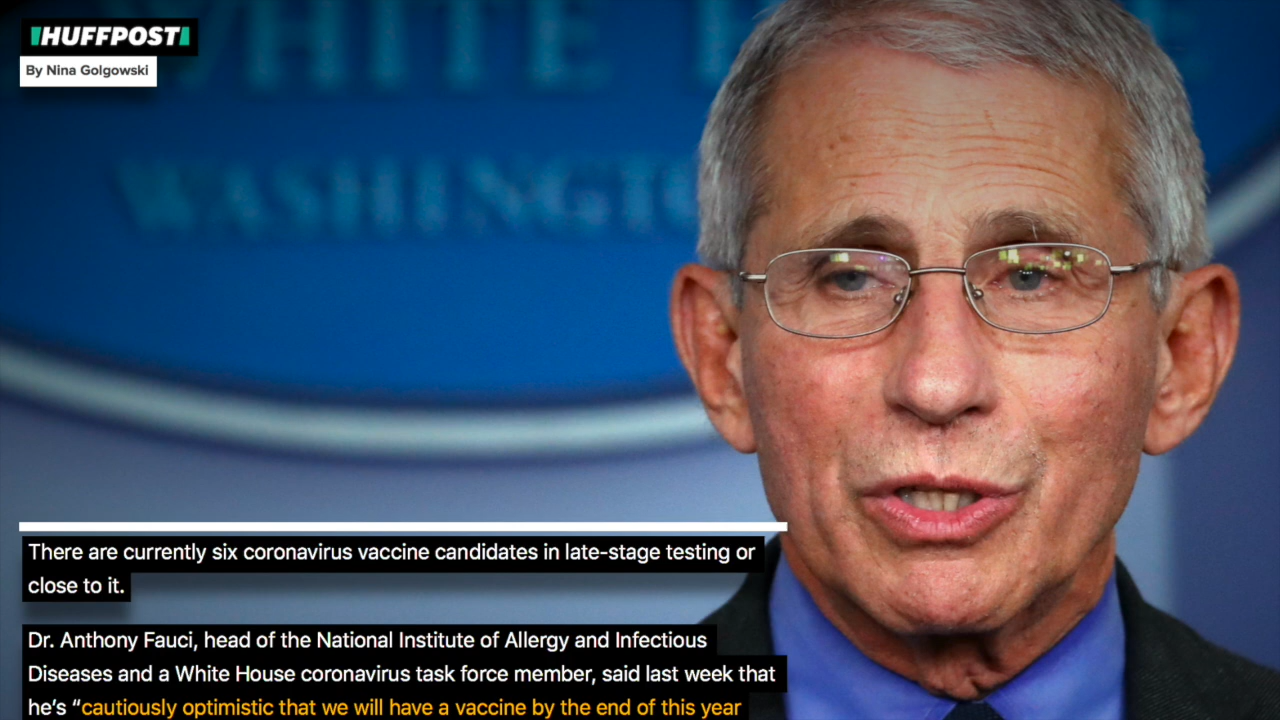 HUFFPOST
By Nina Golgowski
WHITE
WASHINGT
There are currently six coronavirus vaccine candidates in late-stage testing or
close to it.
Dr. Anthony Fauci, head of the National Institute of Allergy and Infectious
Diseases and a White House coronavirus task force member, said last week that
he's “cautiously optimistic that we will have a vaccine by the end of this year